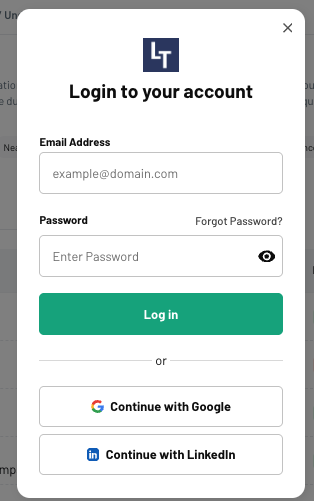 LT
Login to your account
Email Address
example@domain.com
Password Forgot Password?
Enter Password
Log in
or
Continue with Google
in Continue with LinkedIn